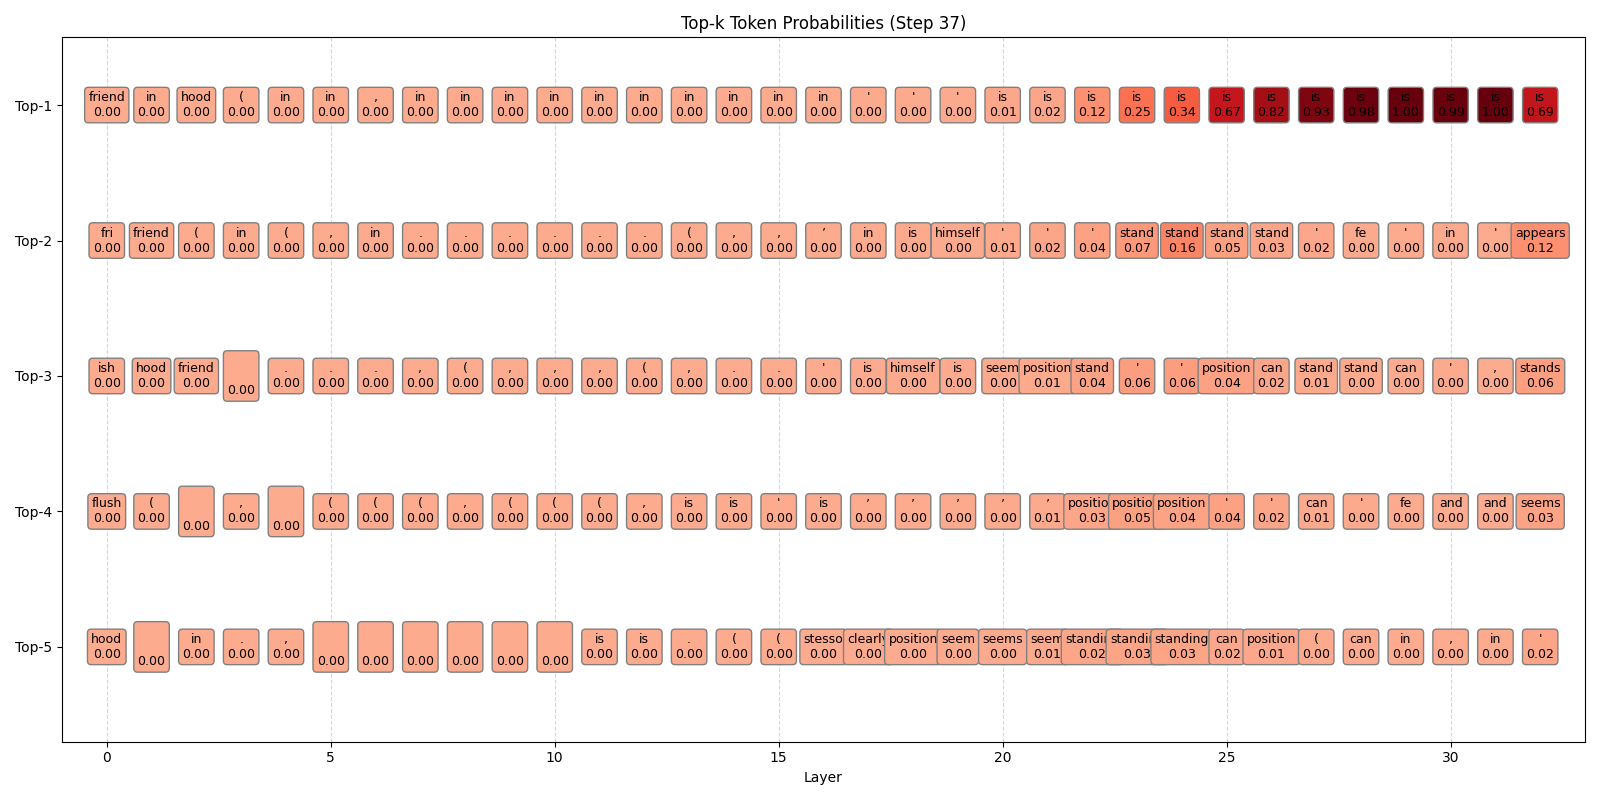 Top-k Token Probabilities (Step 37)
friend in hood ( in in , in in in in in in in in in in ' ' ' is is is is is is is is is is is is is
Top-1 0.00 0.00 0.00 0.00 0.00 0.00 0.00 0.00 0.00 0.00 0.00 0.00 0.00 0.00 0.00 0.00 0.00 0.00 0.00 0.00 0.01 0.02 0.12 0.25 0.34 0.67 0.82 0.93 0.98 1.00 0.99 1.00 0.69
fri friend ( in ( , in . . . . . . ( , , ’ in is himself ' ' ' stand stand stand stand ' fe ' in ' appears
Top-2 0.00 0.00 0.00 0.00 0.00 0.00 0.00 0.00 0.00 0.00 0.00 0.00 0.00 0.00 0.00 0.00 0.00 0.00 0.00 0.00 0.01 0.02 0.04 0.07 0.16 0.05 0.03 0.02 0.00 0.00 0.00 0.00 0.12
ish hood friend . . . , ( , , , ( , . . ' is himself is seem position stand ' ' position can stand stand can ' , stands
Top-3 0.00 0.00 0.00 0.00 0.00 0.00 0.00 0.00 0.00 0.00 0.00 0.00 0.00 0.00 0.00 0.00 0.00 0.00 0.00 0.00 0.00 0.01 0.04 0.06 0.06 0.04 0.02 0.01 0.00 0.00 0.00 0.00 0.06
flush ( , ( ( ( , ( ( ( , is is ' is ’ ’ ’ ’ ’ positio positio position ' ' can ' fe and and seems
Top-4 0.00 0.00 0.00 0.00 0.00 0.00 0.00 0.00 0.00 0.00 0.00 0.00 0.00 0.00 0.00 0.00 0.00 0.00 0.00 0.00 0.00 0.01 0.03 0.05 0.04 0.04 0.02 0.01 0.00 0.00 0.00 0.00 0.03
hood in . , is is . ( ( stesso clearly position seem seems seem standin standin standing can position ( can in , in '
Top-5 0.00 0.00 0.00 0.00 0.00 0.00 0.00 0.00 0.00 0.00 0.00 0.00 0.00 0.00 0.00 0.00 0.00 0.00 0.00 0.00 0.00 0.01 0.02 0.03 0.03 0.02 0.01 0.00 0.00 0.00 0.00 0.00 0.02
0 5 10 15 20 25 30
Layer